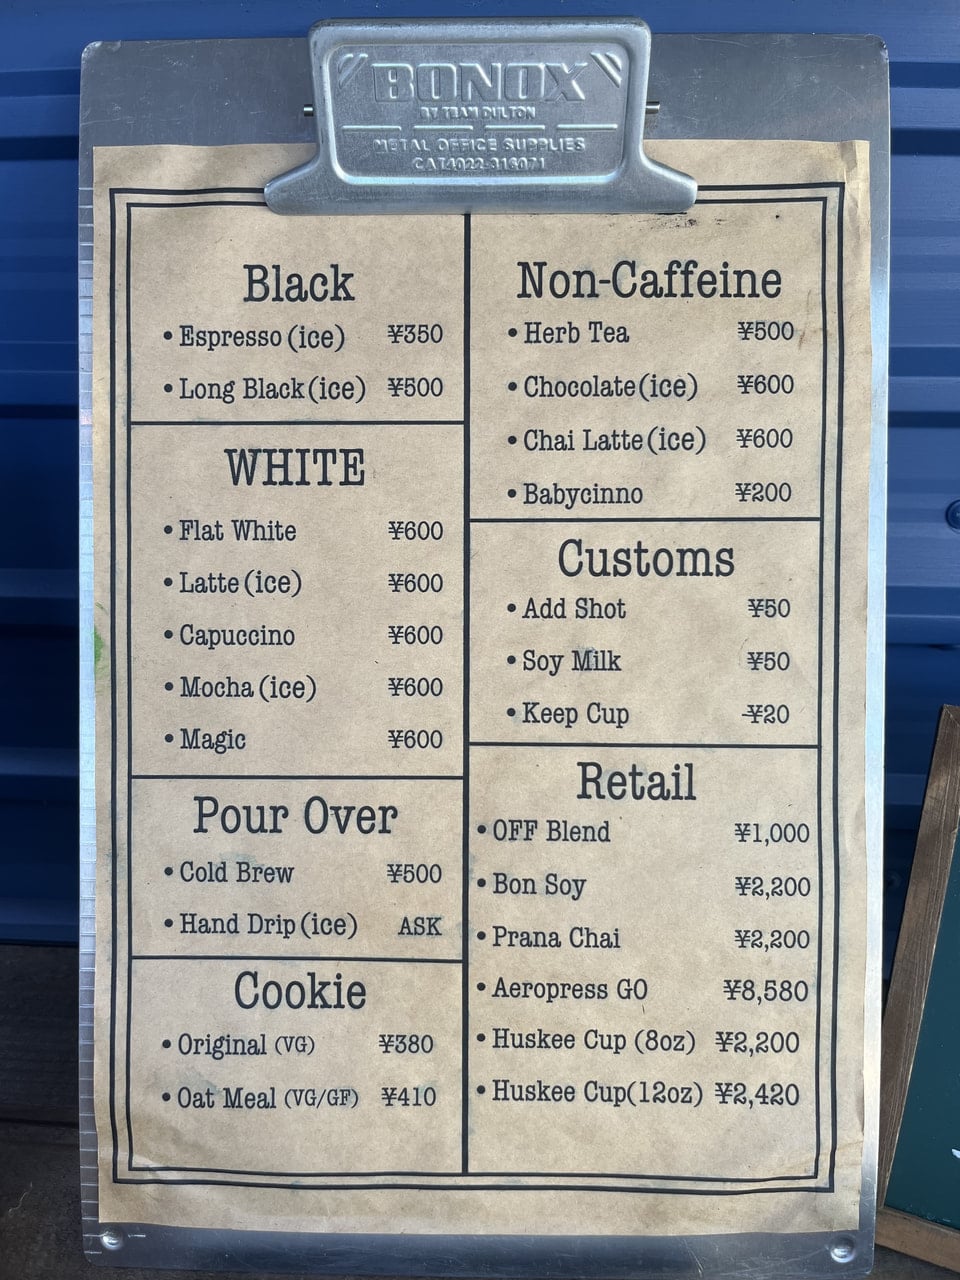 BONOX
BY TEAM DULTON
METAL OFFICE SUPPLIES
CAT4022-316071
Black
• Espresso (ice) ¥350
• Long Black (ice) ¥500
WHITE
• Flat White ¥600
• Latte (ice) ¥600
• Capuccino ¥600
• Mocha (ice) ¥600
• Magic ¥600
Pour Over
• Cold Brew ¥500
• Hand Drip (ice) ASK
Cookie
• Original (VG) ¥380
• Oat Meal (VG/GF) ¥410
Non-Caffeine
• Herb Tea ¥500
• Chocolate (ice) ¥600
• Chai Latte (ice) ¥600
• Babycinno ¥200
Customs
• Add Shot ¥50
• Soy Milk ¥50
• Keep Cup -¥20
Retail
• OFF Blend ¥1,000
• Bon Soy ¥2,200
• Prana Chai ¥2,200
• Aeropress GO ¥8,580
• Huskee Cup (8oz) ¥2,200
• Huskee Cup(12oz) ¥2,420